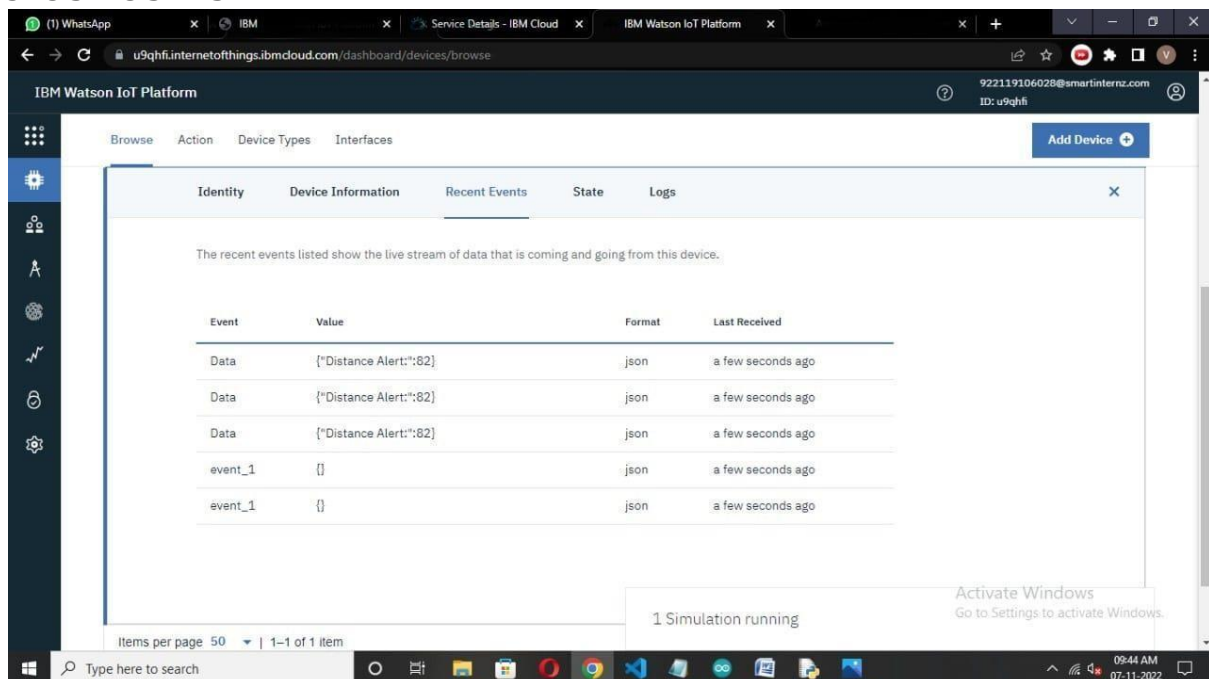 (1) WhatsApp
IBM
Service Details - IBM Cloud
IBM Watson IoT Platform
u9qhfi.internetofthings.ibmcloud.com/dashboard/devices/browse
IBM Watson IoT Platform
922119106028@smartinternz.com
ID: u9qhfi
Browse Action Device Types Interfaces
Add Device
Identity Device Information Recent Events State Logs
The recent events listed show the live stream of data that is coming and going from this device.
Event Value Format Last Received
Data {"Distance Alert:":82} json a few seconds ago
Data {"Distance Alert:":82} json a few seconds ago
Data {"Distance Alert:":82} json a few seconds ago
event_1 {} json a few seconds ago
event_1 {} json a few seconds ago
Activate Windows
Go to Settings to activate Windows.
1 Simulation running
Items per page 50 | 1–1 of 1 item
Type here to search
09:44 AM
07-11-2022